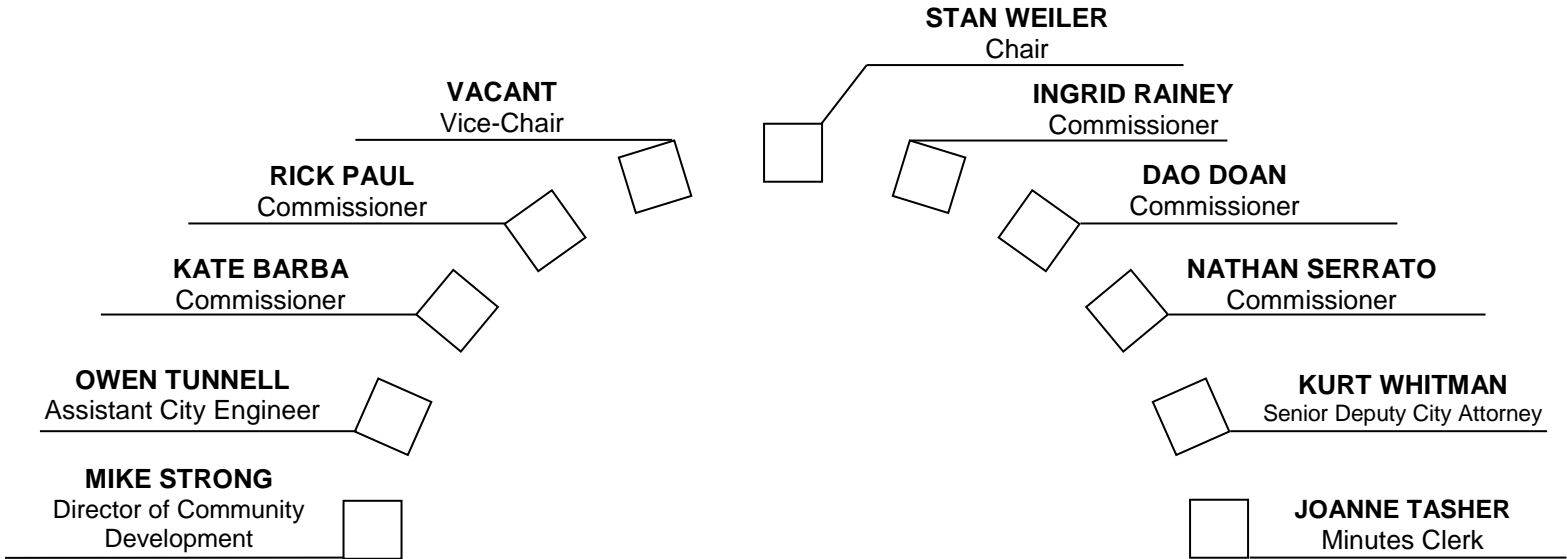 STAN WEILER
Chair
VACANT
Vice-Chair
INGRID RAINEY
Commissioner
RICK PAUL
Commissioner
DAO DOAN
Commissioner
KATE BARBA
Commissioner
NATHAN SERRATO
Commissioner
OWEN TUNNELL
Assistant City Engineer
KURT WHITMAN
Senior Deputy City Attorney
MIKE STRONG
Director of Community
Development
JOANNE TASHER
Minutes Clerk